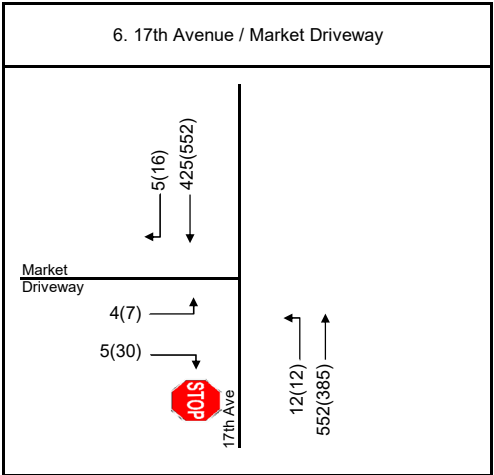 6. 17th Avenue / Market Driveway
5(16)
425(552)
Market
Driveway
4(7)
5(30)
STOP
17th Ave
12(12)
552(385)